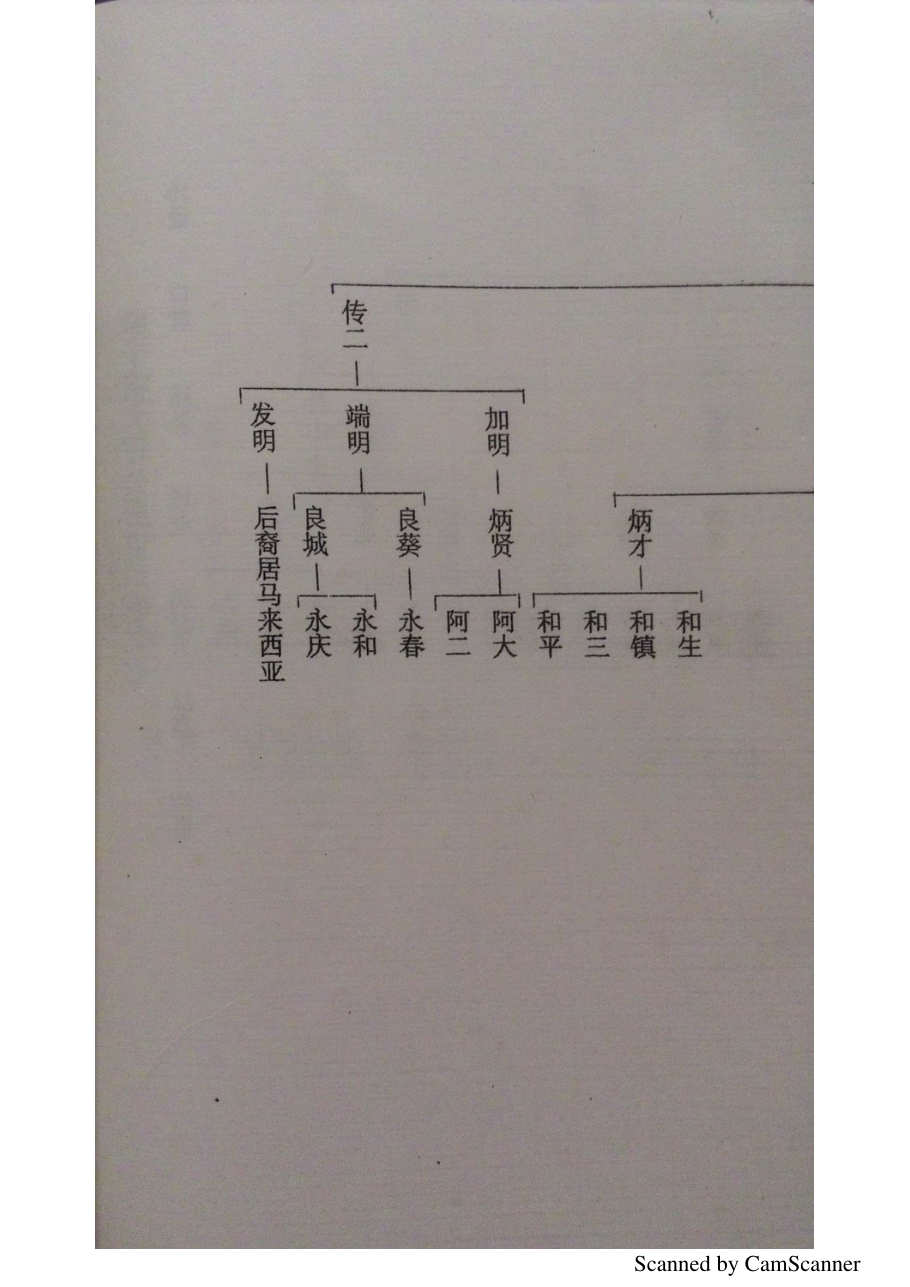 传二
加明
端明
发明
炳才
炳贤
良葵
良城
后裔居马来西亚
和生
和镇
和三
和平
阿大
阿二
永春
永和
永庆
Scanned by CamScanner